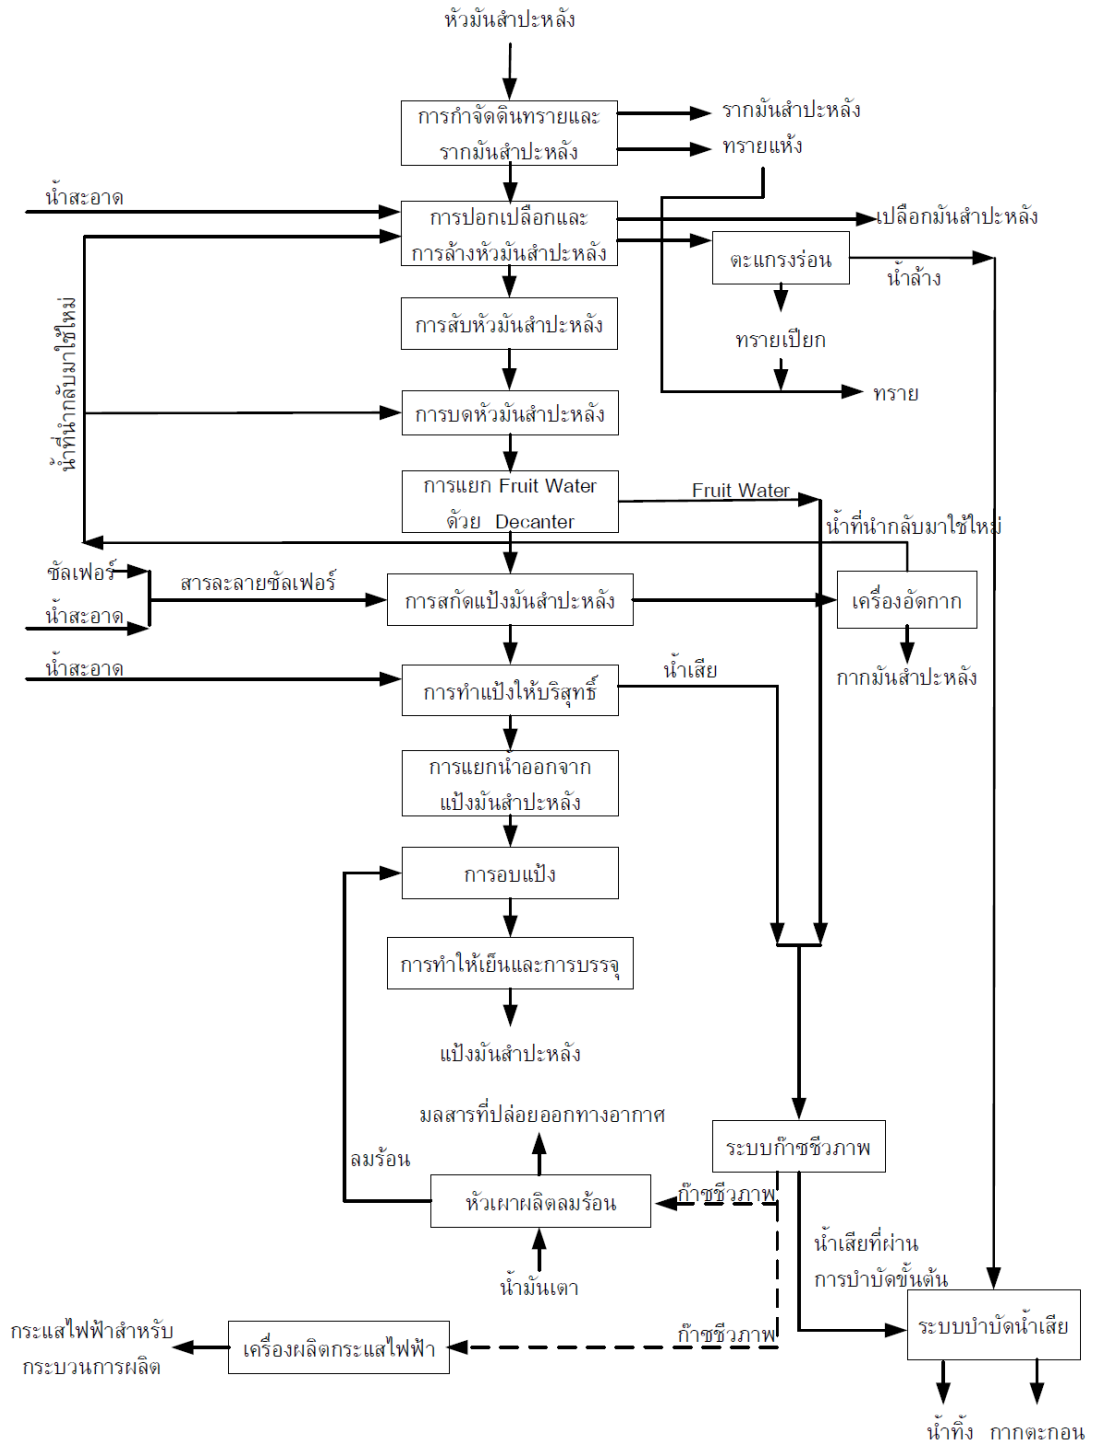 หัวมันสำปะหลัง
การกำจัดดินทรายและ
รากมันสำปะหลัง
รากมันสำปะหลัง
ทรายแห้ง
น้ำสะอาด
การปอกเปลือกและ
การล้างหัวมันสำปะหลัง
เปลือกมันสำปะหลัง
ตะแกรงร่อน
น้ำล้าง
น้ำที่นำกลับมาใช้ใหม่
การสับหัวมันสำปะหลัง
ทรายเปียก
ทราย
การบดหัวมันสำปะหลัง
การแยก Fruit Water
ด้วย Decanter
Fruit Water
น้ำที่นำกลับมาใช้ใหม่
ซัลเฟอร์
สารละลายซัลเฟอร์
น้ำสะอาด
การสกัดแป้งมันสำปะหลัง
เครื่องอัดกาก
กากมันสำปะหลัง
น้ำสะอาด
การทำแป้งให้บริสุทธิ์
น้ำเสีย
การแยกน้ำออกจาก
แป้งมันสำปะหลัง
การอบแป้ง
การทำให้เย็นและการบรรจุ
แป้งมันสำปะหลัง
มลสารที่ปล่อยออกทางอากาศ
ลมร้อน
ระบบก๊าซชีวภาพ
หัวเผาผลิตลมร้อน
ก๊าซชีวภาพ
น้ำมันเตา
น้ำเสียที่ผ่าน
การบำบัดขั้นต้น
กระแสไฟฟ้าสำหรับ
กระบวนการผลิต
เครื่องผลิตกระแสไฟฟ้า
ก๊าซชีวภาพ
ระบบบำบัดน้ำเสีย
น้ำทิ้ง
กากตะกอน